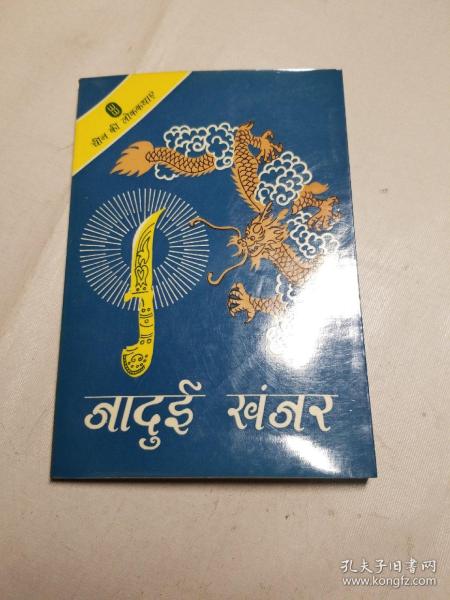 चीन की लोककथाएं
जादुई खंजर
孔夫子旧书网
www.kongfz.com